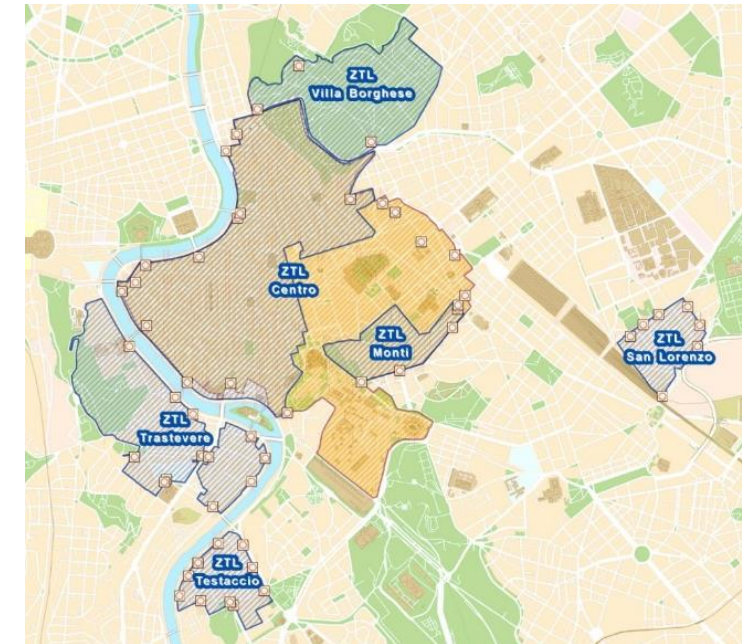 ZTL
Villa Borghese
ZTL
Centro
ZTL
Monti
ZTL
San Lorenzo
ZTL
Trastevere
ZTL
Testaccio